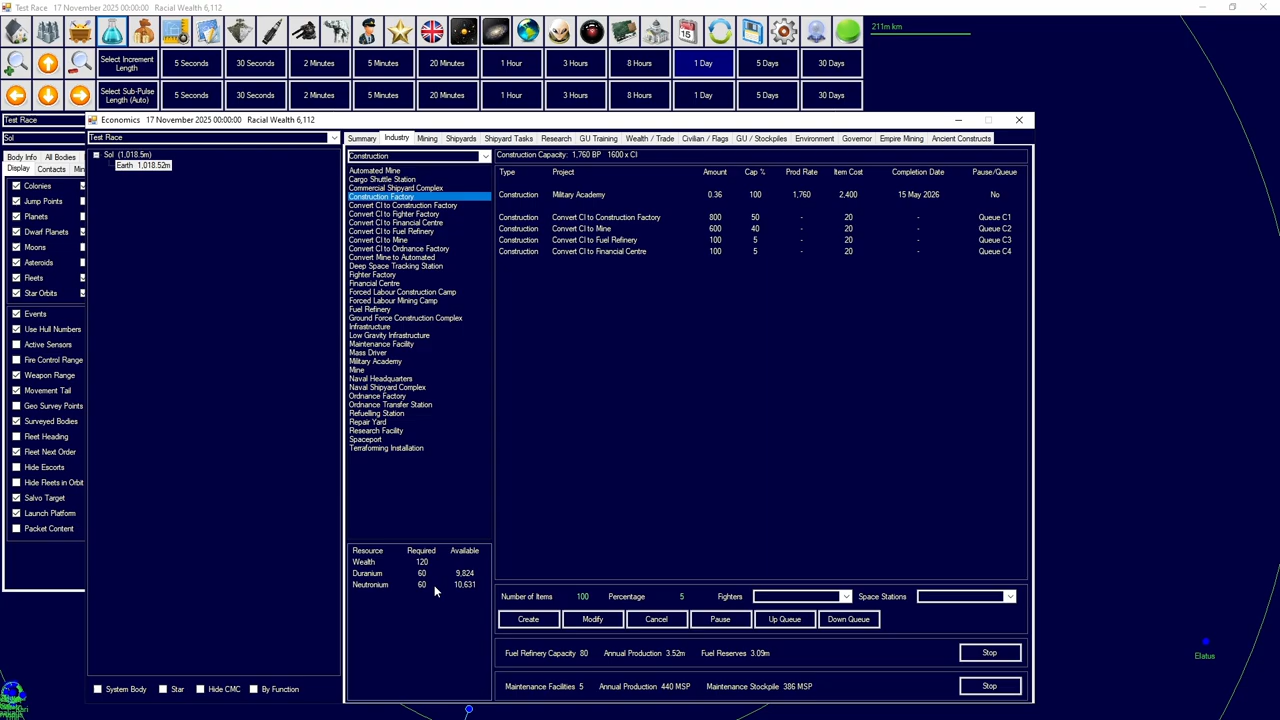 Test Race   17 November 2025 00:00:00   Racial Wealth 6,112
211m km
Select Increment Length
5 Seconds
30 Seconds
2 Minutes
5 Minutes
20 Minutes
1 Hour
3 Hours
8 Hours
1 Day
5 Days
30 Days
Select Sub-Pulse Length (Auto)
5 Seconds
30 Seconds
2 Minutes
5 Minutes
20 Minutes
1 Hour
3 Hours
8 Hours
1 Day
5 Days
30 Days
Test Race
Sol
Body Info   All Bodies
Display   Contacts   Min
Colonies
Jump Points
Planets
Dwarf Planets
Moons
Asteroids
Fleets
Star Orbits
Events
Use Hull Numbers
Active Sensors
Fire Control Range
Weapon Range
Movement Tail
Geo Survey Points
Surveyed Bodies
Fleet Heading
Fleet Next Order
Hide Escorts
Hide Fleets in Orbit
Salvo Target
Launch Platform
Packet Content
Economics   17 November 2025 00:00:00   Racial Wealth 6,112
Test Race
Sol (1,018.5m)
Earth 1,018.52m
System Body   Star   Hide CMC   By Function
Summary   Industry   Mining   Shipyards   Shipyard Tasks   Research   GU Training   Wealth / Trade   Civilian / Flags   GU / Stockpiles   Environment   Governor   Empire Mining   Ancient Constructs
Construction
Automated Mine
Cargo Shuttle Station
Commercial Shipyard Complex
Construction Factory
Convert CI to Construction Factory
Convert CI to Fighter Factory
Convert CI to Financial Centre
Convert CI to Fuel Refinery
Convert CI to Mine
Convert CI to Ordnance Factory
Convert Mine to Automated
Deep Space Tracking Station
Fighter Factory
Financial Centre
Forced Labour Construction Camp
Forced Labour Mining Camp
Fuel Refinery
Ground Force Construction Complex
Infrastructure
Low Gravity Infrastructure
Maintenance Facility
Mass Driver
Military Academy
Mine
Naval Headquarters
Naval Shipyard Complex
Ordnance Factory
Ordnance Transfer Station
Refuelling Station
Repair Yard
Research Facility
Spaceport
Terraforming Installation
Resource   Required   Available
Wealth   120
Duranium   60   9,824
Neutronium   60   10,631
Construction Capacity: 1,760 BP   1600 x CI
Type   Project   Amount   Cap %   Prod Rate   Item Cost   Completion Date   Pause/Queue
Construction   Military Academy   0.36   100   1,760   2,400   15 May 2026   No
Construction   Convert CI to Construction Factory   800   50   -   20   -   Queue C1
Construction   Convert CI to Mine   600   40   -   20   -   Queue C2
Construction   Convert CI to Fuel Refinery   100   5   -   20   -   Queue C3
Construction   Convert CI to Financial Centre   100   5   -   20   -   Queue C4
Number of Items   100   Percentage   5   Fighters   Space Stations
Create   Modify   Cancel   Pause   Up Queue   Down Queue
Fuel Refinery Capacity 80   Annual Production 3.52m   Fuel Reserves 3.09m   Stop
Maintenance Facilities 5   Annual Production 440 MSP   Maintenance Stockpile 386 MSP   Stop
Elatus